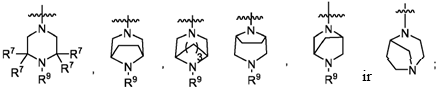 N N N N N N
R⁷ R⁷ R⁷ R⁷ ( )₃
N , N , N , N , N ir N ;
R⁹ R⁹ R⁹ R⁹ R⁹